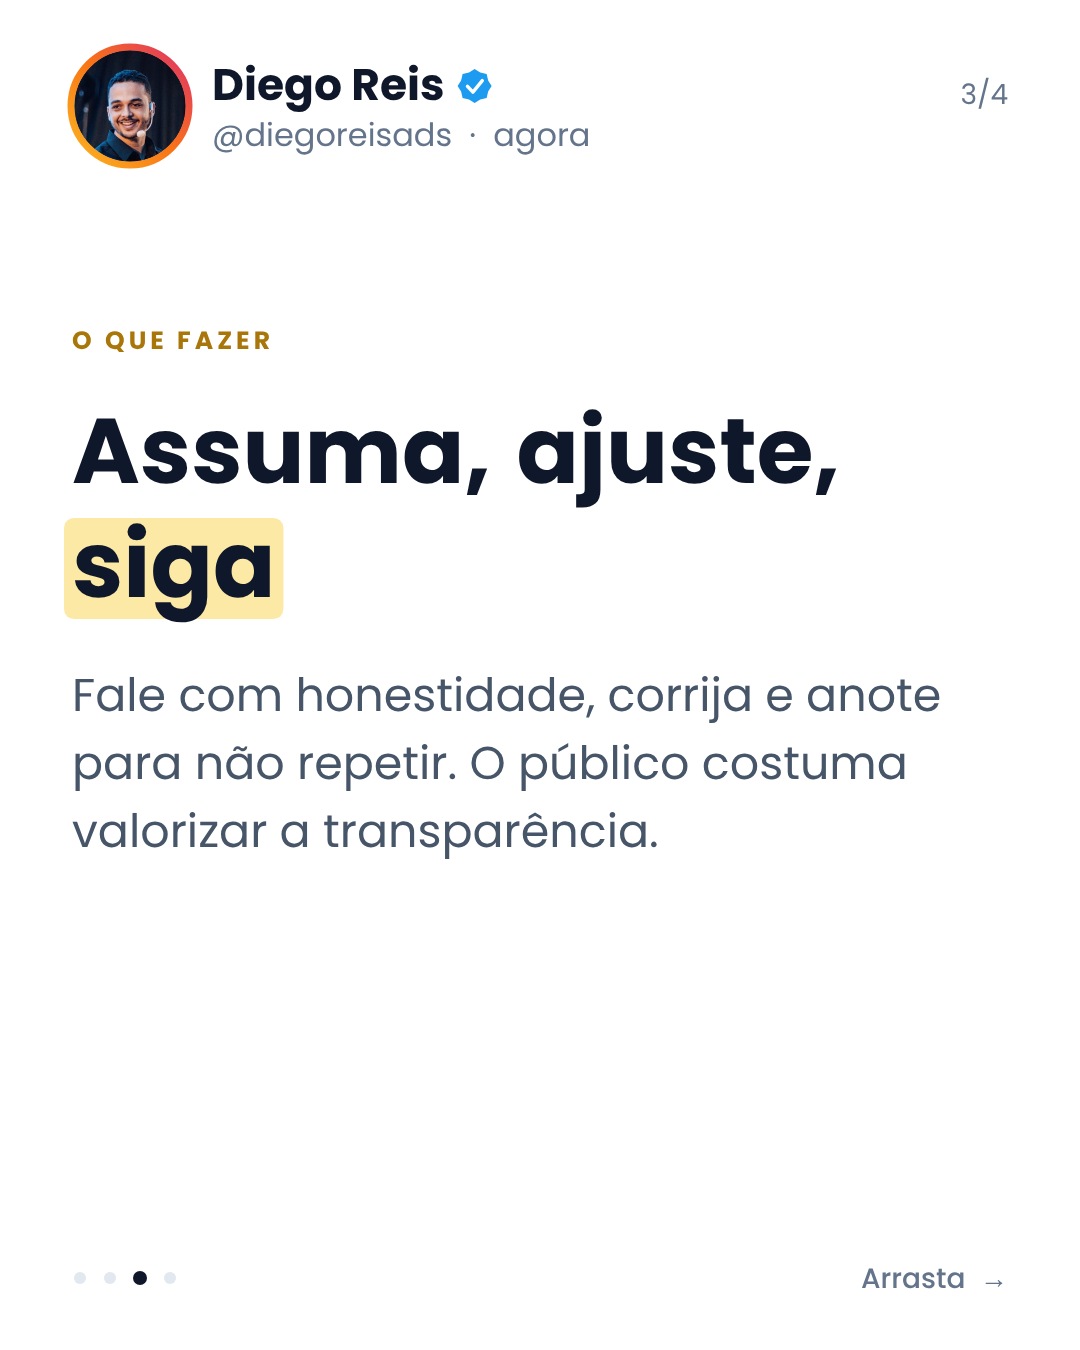 Diego Reis
@diegoreisads · agora
3/4
O QUE FAZER
Assuma, ajuste,
siga
Fale com honestidade, corrija e anote
para não repetir. O público costuma
valorizar a transparência.
Arrasta →